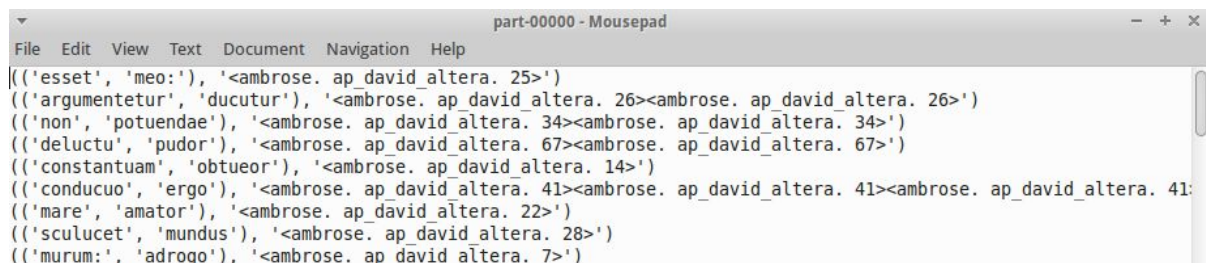 part-00000 - Mousepad
File Edit View Text Document Navigation Help
(('esset', 'meo:'), '<ambrose. ap_david_altera. 25>')
(('argumentetur', 'ducutur'), '<ambrose. ap_david_altera. 26><ambrose. ap_david_altera. 26>')
(('non', 'potuendae'), '<ambrose. ap_david_altera. 34><ambrose. ap_david_altera. 34>')
(('deluctu', 'pudor'), '<ambrose. ap_david_altera. 67><ambrose. ap_david_altera. 67>')
(('constantuam', 'obtueor'), '<ambrose. ap_david_altera. 14>')
(('conducuo', 'ergo'), '<ambrose. ap_david_altera. 41><ambrose. ap_david_altera. 41><ambrose. ap_david_altera. 41
(('mare', 'amator'), '<ambrose. ap_david_altera. 22>')
(('sculucet', 'mundus'), '<ambrose. ap_david_altera. 28>')
(('murum:', 'adrogo'), '<ambrose. ap_david_altera. 7>')